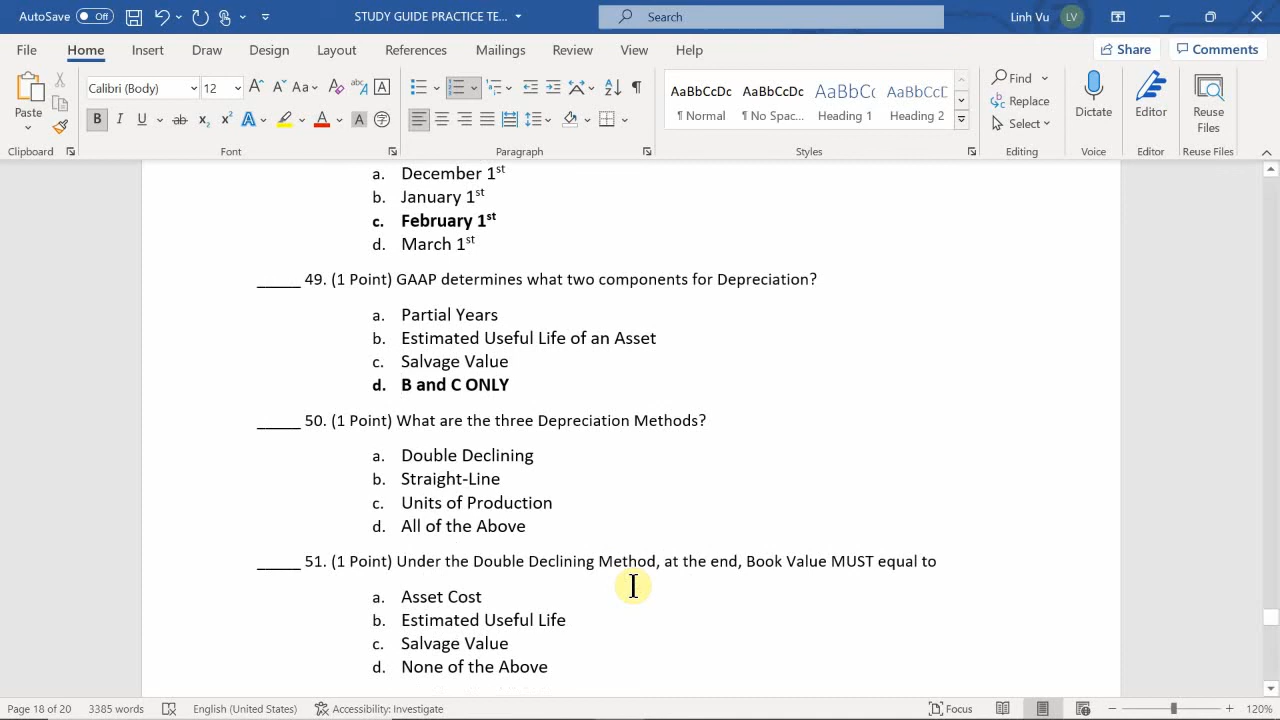 AutoSave Off STUDY GUIDE PRACTICE TE... Search Linh Vu LV
File Home Insert Draw Design Layout References Mailings Review View Help Share Comments
Paste Calibri (Body) 12 AaBbCcDc AaBbCcDc AaBbCc AaBbCcE Find Replace Select Dictate Editor Reuse Files
¶ Normal ¶ No Spac... Heading 1 Heading 2
Clipboard Font Paragraph Styles Editing Voice Editor Reuse Files
a. December 1st
b. January 1st
c. February 1st
d. March 1st
_____ 49. (1 Point) GAAP determines what two components for Depreciation?
a. Partial Years
b. Estimated Useful Life of an Asset
c. Salvage Value
d. B and C ONLY
_____ 50. (1 Point) What are the three Depreciation Methods?
a. Double Declining
b. Straight-Line
c. Units of Production
d. All of the Above
_____ 51. (1 Point) Under the Double Declining Method, at the end, Book Value MUST equal to
a. Asset Cost
b. Estimated Useful Life
c. Salvage Value
d. None of the Above
Page 18 of 20 3385 words English (United States) Accessibility: Investigate Focus 120%